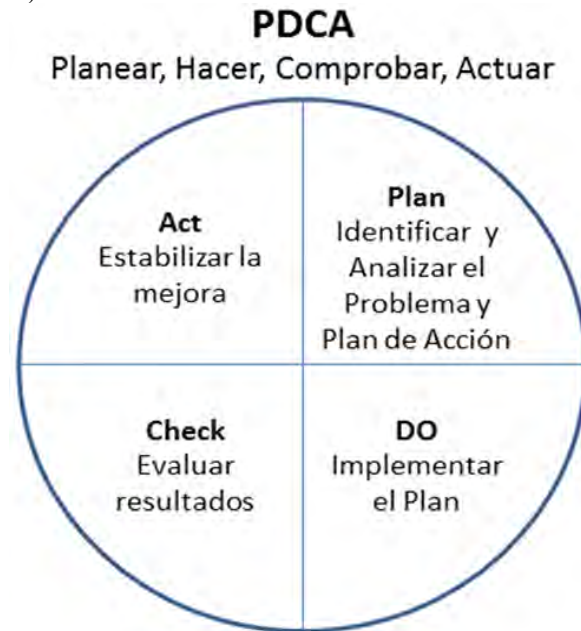 PDCA
Planear, Hacer, Comprobar, Actuar
Act
Estabilizar la
mejora
Plan
Identificar y
Analizar el
Problema y
Plan de Acción
Check
Evaluar
resultados
DO
Implementar
el Plan